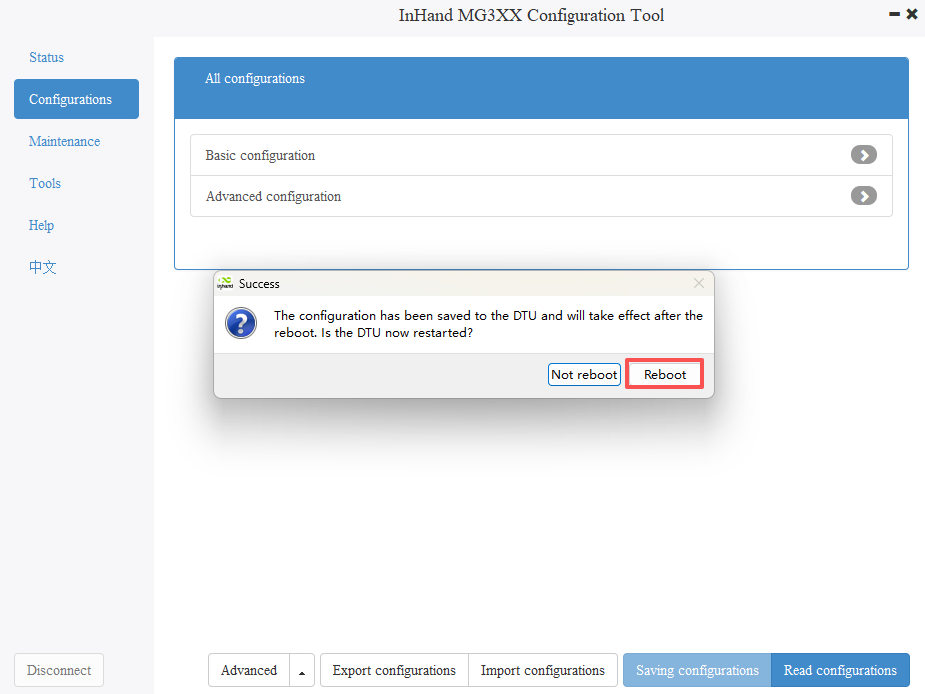 InHand MG3XX Configuration Tool
Status
Configurations
Maintenance
Tools
Help
中文
All configurations
Basic configuration
Advanced configuration
inhand
Success
The configuration has been saved to the DTU and will take effect after the
reboot. Is the DTU now restarted?
Not reboot
Reboot
Disconnect
Advanced
Export configurations
Import configurations
Saving configurations
Read configurations